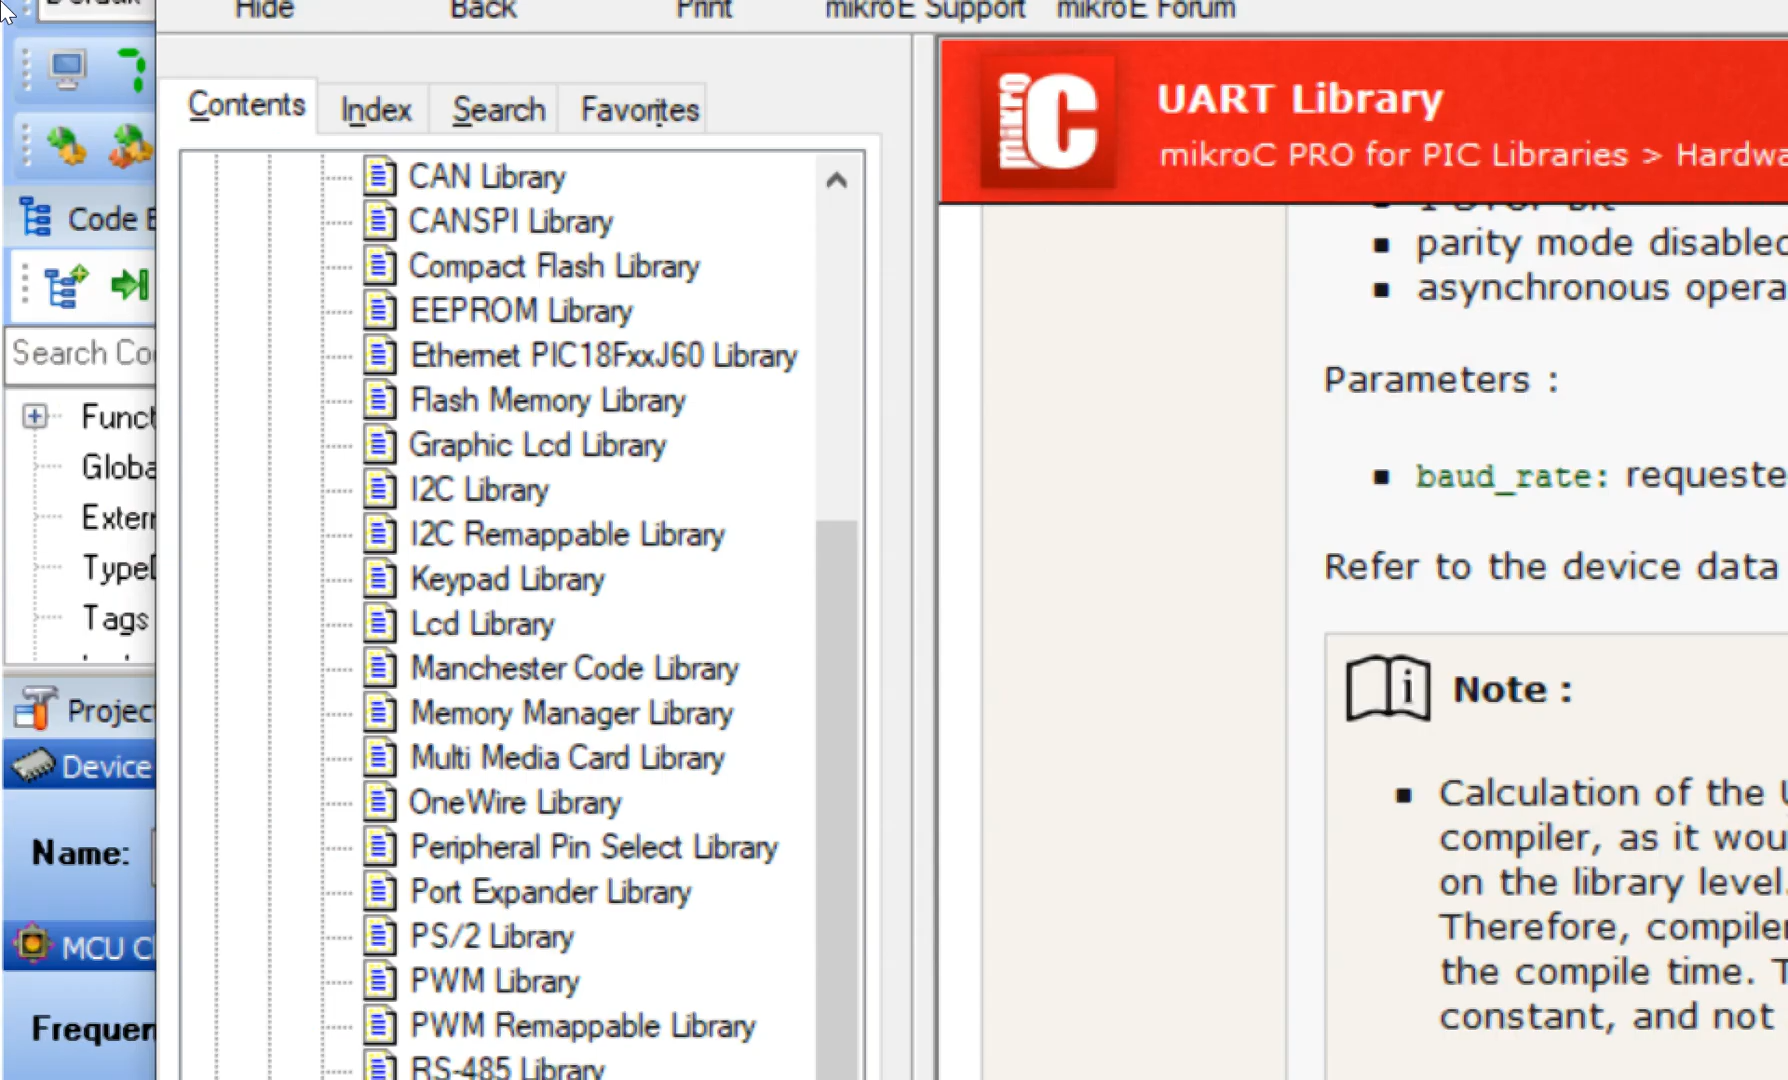 Hide Back Print mikroE Support mikroE Forum
Contents Index Search Favorites
CAN Library
CANSPI Library
Compact Flash Library
EEPROM Library
Ethernet PIC18FxxJ60 Library
Flash Memory Library
Graphic Lcd Library
I2C Library
I2C Remappable Library
Keypad Library
Lcd Library
Manchester Code Library
Memory Manager Library
Multi Media Card Library
OneWire Library
Peripheral Pin Select Library
Port Expander Library
PS/2 Library
PWM Library
PWM Remappable Library
RS-485 Library
Code E
Search Co
Funct
Globa
Extern
Type
Tags
Project
Device
Name:
MCU Cl
Frequen
mikro C
UART Library
mikroC PRO for PIC Libraries > Hardwa
parity mode disabled
asynchronous opera
Parameters :
baud_rate: requeste
Refer to the device data
Note :
Calculation of the U
compiler, as it wou
on the library level.
Therefore, compiler
the compile time. T
constant, and not